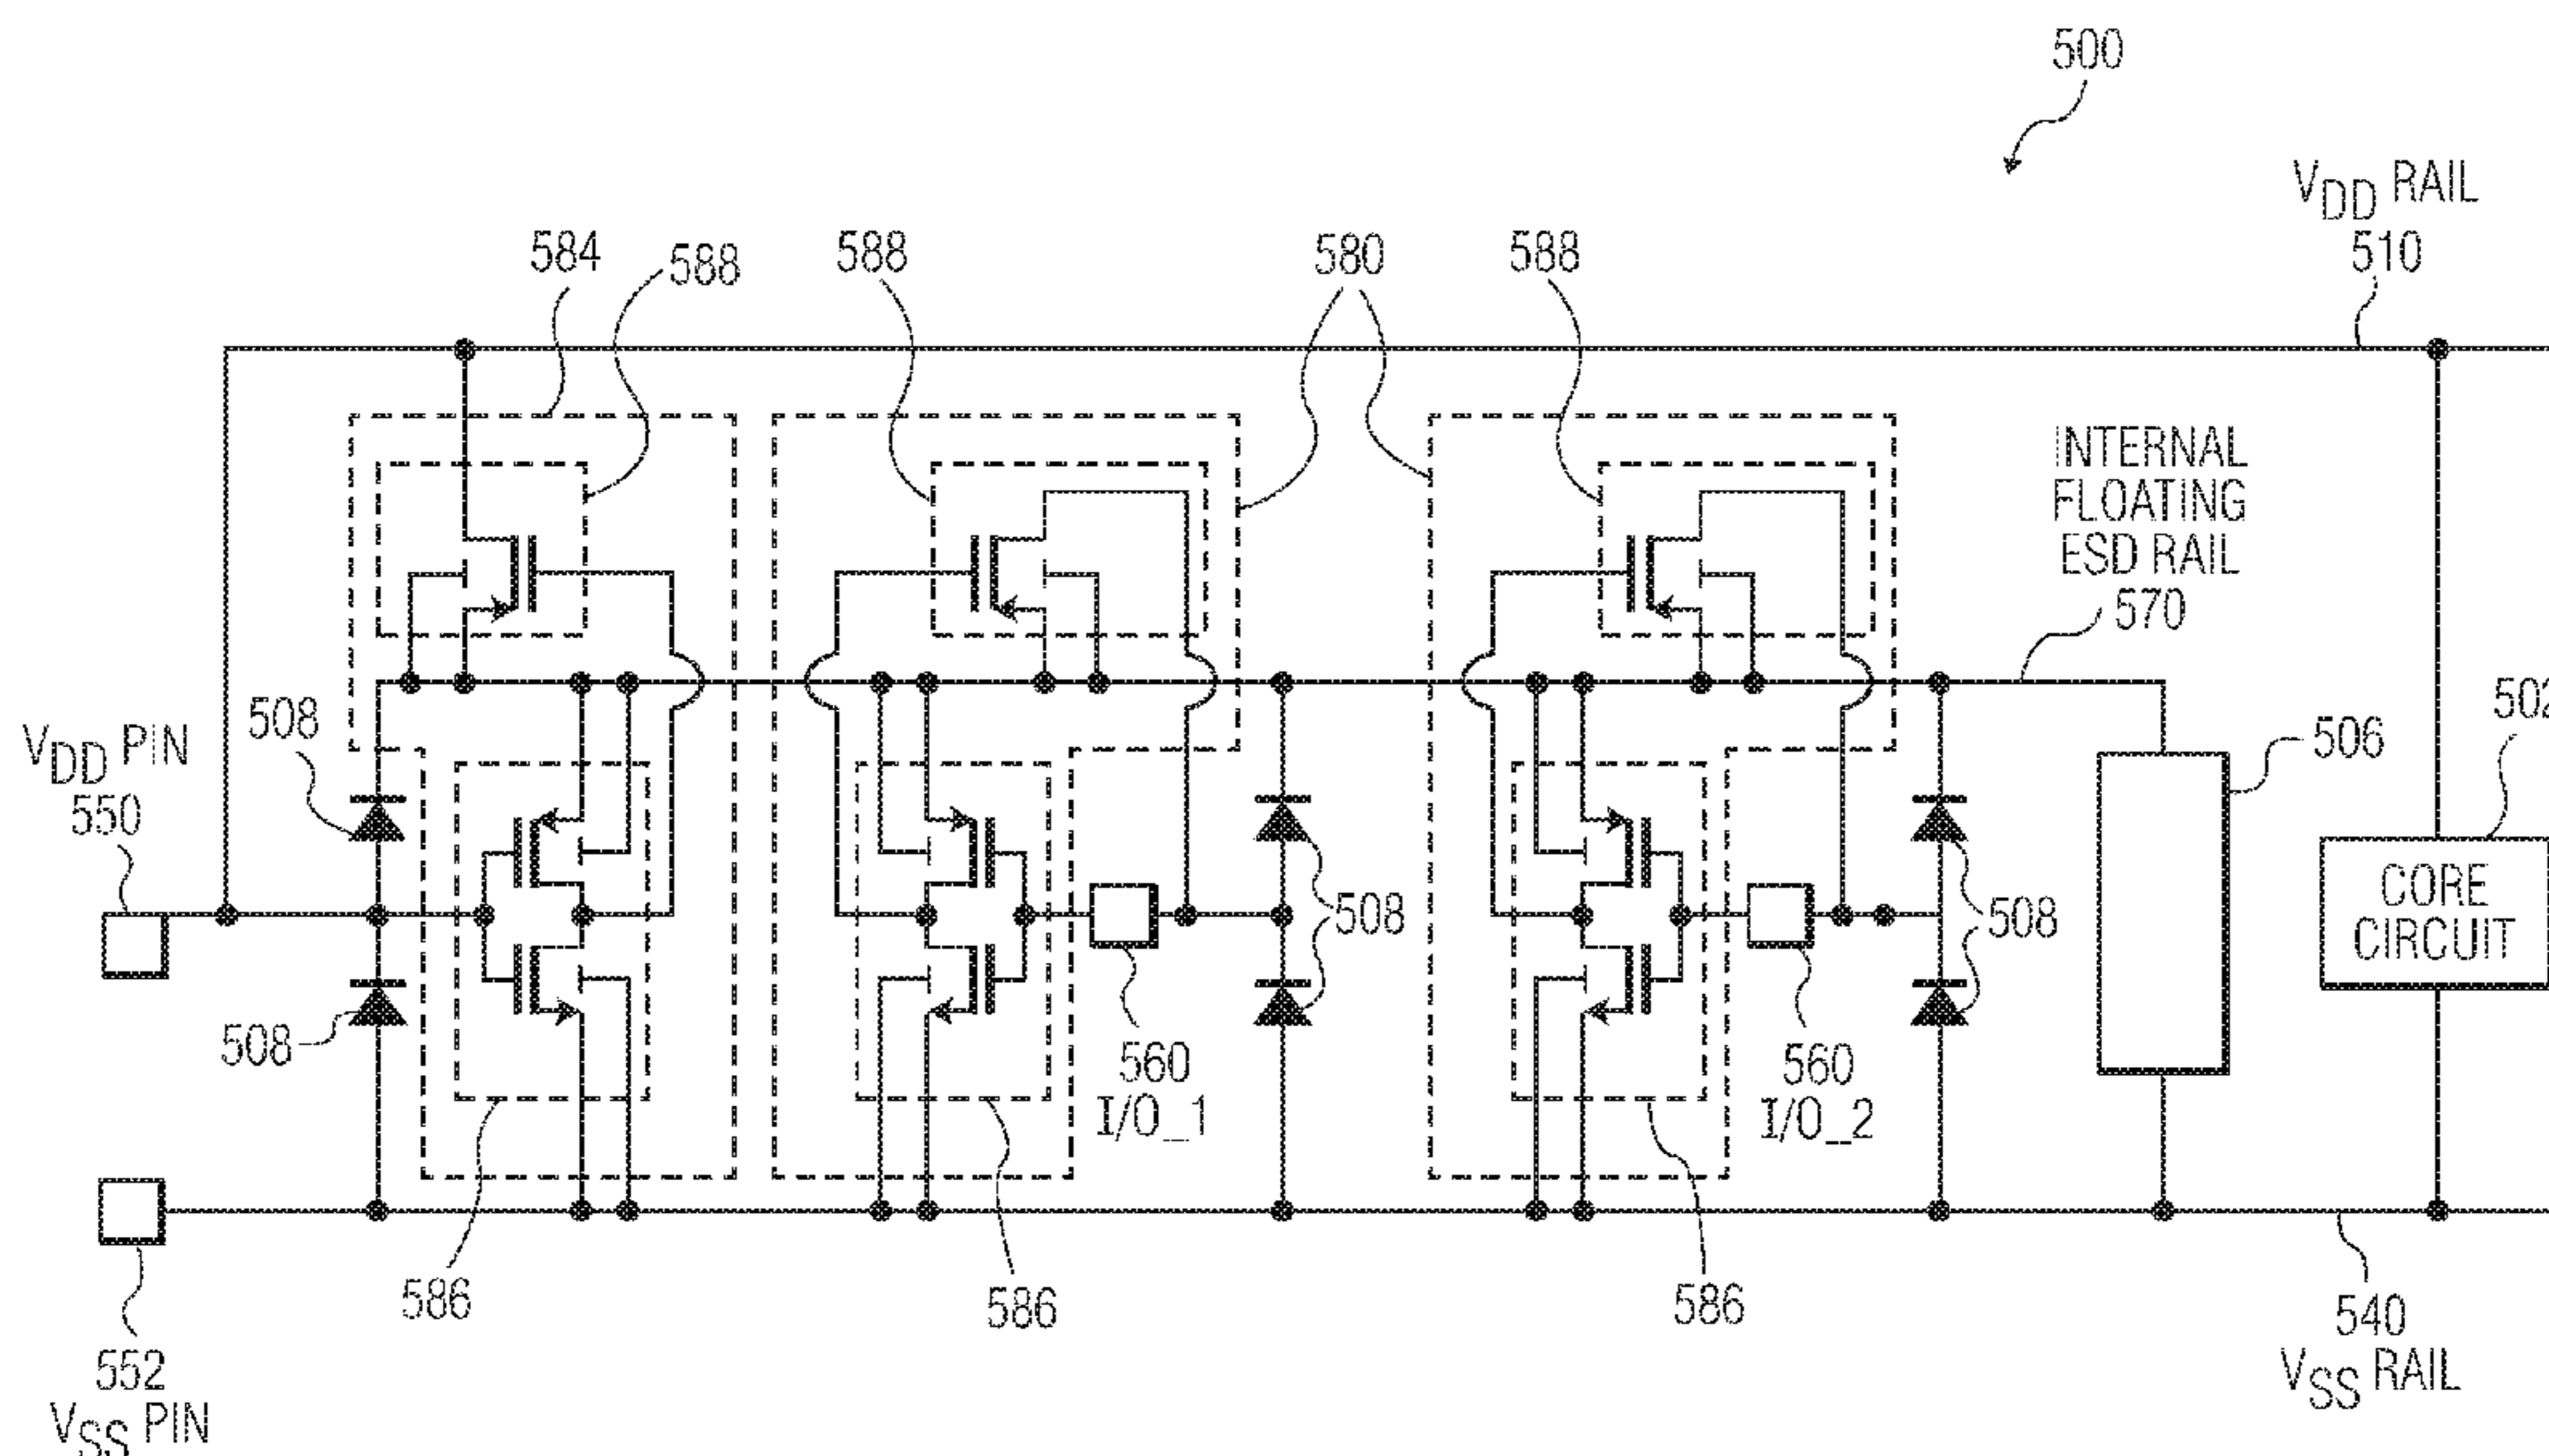 500
VDD RAIL
510
584
588
588
580
588
INTERNAL
FLOATING
ESD RAIL
570
VDD PIN
550
508
506
502
CORE
CIRCUIT
508
508
508
560
I/O_1
560
I/O_2
586
586
586
552
VSS PIN
540
VSS RAIL